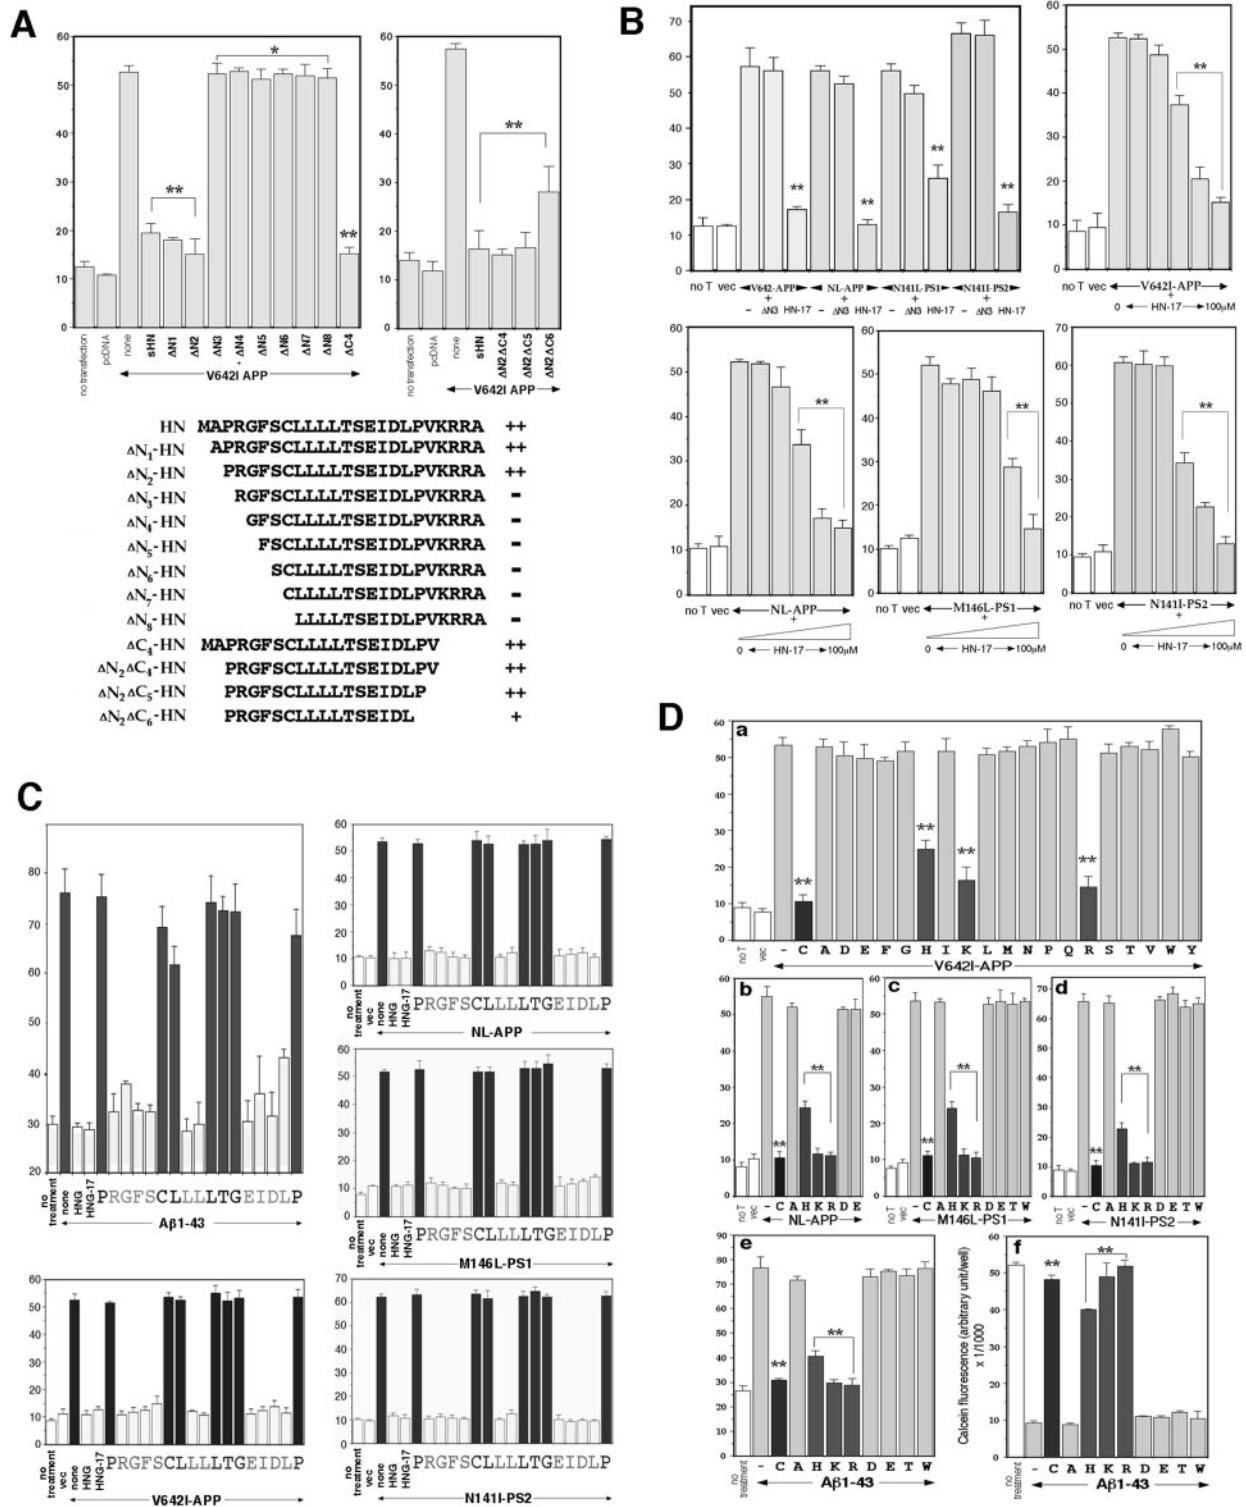 A
60
50
40
30
20
10
0
*
**
**
no transfection
pcDNA
none
sHN
ΔN1
ΔN2
ΔN3
ΔN4
ΔN5
ΔN6
ΔN7
ΔN8
ΔC4
V642I APP
60
50
40
30
20
10
0
**
no transfection
pcDNA
none
sHN
ΔN2ΔC4
ΔN2ΔC5
ΔN2ΔC6
V642I APP
HN MAPRGFSCLLLLTSEIDLPVKRRA ++
ΔN1-HN APRGFSCLLLLTSEIDLPVKRRA ++
ΔN2-HN PRGFSCLLLLTSEIDLPVKRRA ++
ΔN3-HN RGFSCLLLLTSEIDLPVKRRA -
ΔN4-HN GFSCLLLLTSEIDLPVKRRA -
ΔN5-HN FSCLLLLTSEIDLPVKRRA -
ΔN6-HN SCLLLLTSEIDLPVKRRA -
ΔN7-HN CLLLLTSEIDLPVKRRA -
ΔN8-HN LLLLTSEIDLPVKRRA -
ΔC4-HN MAPRGFSCLLLLTSEIDLPV ++
ΔN2ΔC4-HN PRGFSCLLLLTSEIDLPV ++
ΔN2ΔC5-HN PRGFSCLLLLTSEIDLP ++
ΔN2ΔC6-HN PRGFSCLLLLTSEIDL +
B
70
60
50
40
30
20
10
0
** ** ** **
no T vec V642-APP NL-APP N141L-PS1 N141I-PS2
+ + + +
- ΔN3 HN-17 - ΔN3 HN-17 - ΔN3 HN-17 - ΔN3 HN-17
60
50
40
30
20
10
0
**
no T vec V642I-APP
+
0 HN-17 100μM
60
50
40
30
20
10
0
**
no T vec NL-APP
+
0 HN-17 100μM
60
50
40
30
20
10
0
**
no T vec M146L-PS1
+
0 HN-17 100μM
70
60
50
40
30
20
10
0
**
no T vec N141I-PS2
+
0 HN-17 100μM
C
80
70
60
50
40
30
20
no treatment
none
HNG
HNG-17
PRGFSCLLLLTGEIDLP
Aβ1-43
60
50
40
30
20
10
0
no treatment
vec
none
HNG
HNG-17
PRGFSCLLLLTGEIDLP
NL-APP
60
50
40
30
20
10
0
no treatment
vec
none
HNG
HNG-17
PRGFSCLLLLTGEIDLP
M146L-PS1
60
50
40
30
20
10
0
no treatment
vec
none
HNG
HNG-17
PRGFSCLLLLTGEIDLP
V642I-APP
70
60
50
40
30
20
10
0
no treatment
vec
none
HNG
HNG-17
PRGFSCLLLLTGEIDLP
N141I-PS2
D
a
60
50
40
30
20
10
0
** ** ** **
no T
vec
- C A D E F G H I K L M N P Q R S T V W Y
V642I-APP
b
60
50
40
30
20
10
0
** **
no T
vec
- C A H K R D E
NL-APP
c
60
50
40
30
20
10
0
** **
no T
vec
- C A H K R D E T W
M146L-PS1
d
70
60
50
40
30
20
10
0
** **
no T
vec
- C A H K R D E T W
N141I-PS2
e
90
80
70
60
50
40
30
20
10
0
** **
no treatment
- C A H K R D E T W
Aβ1-43
f
Calcein fluorescence (arbitrary unit/well)
x 1/1000
60
50
40
30
20
10
0
** **
no treatment
- C A H K R D E T W
Aβ1-43